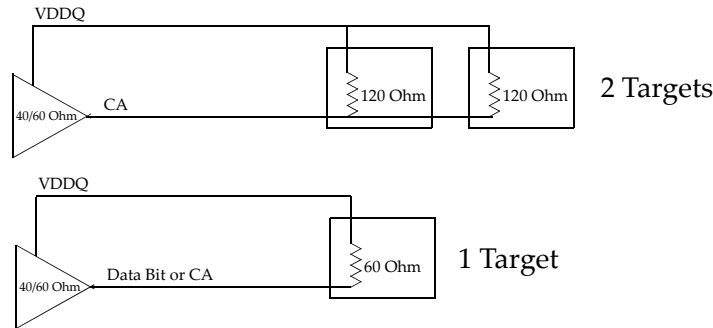 VDDQ
40/60 Ohm
CA
120 Ohm
120 Ohm
2 Targets
VDDQ
40/60 Ohm
Data Bit or CA
60 Ohm
1 Target